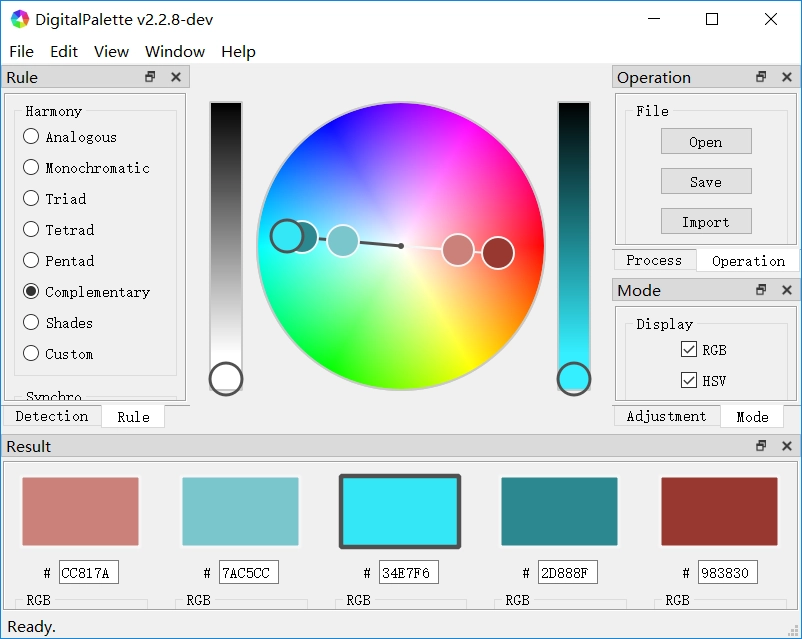 DigitalPalette v2.2.8-dev
File Edit View Window Help
Rule
Harmony
Analogous
Monochromatic
Triad
Tetrad
Pentad
Complementary
Shades
Custom
Synchro
Detection Rule
Operation
File
Open
Save
Import
Process Operation
Mode
Display
RGB
HSV
Adjustment Mode
Result
# CC817A # 7AC5CC # 34E7F6 # 2D888F # 983830
RGB RGB RGB RGB RGB
Ready.